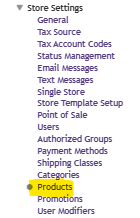 Store Settings
General
Tax Source
Tax Account Codes
Status Management
Email Messages
Text Messages
Single Store
Store Template Setup
Point of Sale
Users
Authorized Groups
Payment Methods
Shipping Classes
Categories
Products
Promotions
User Modifiers